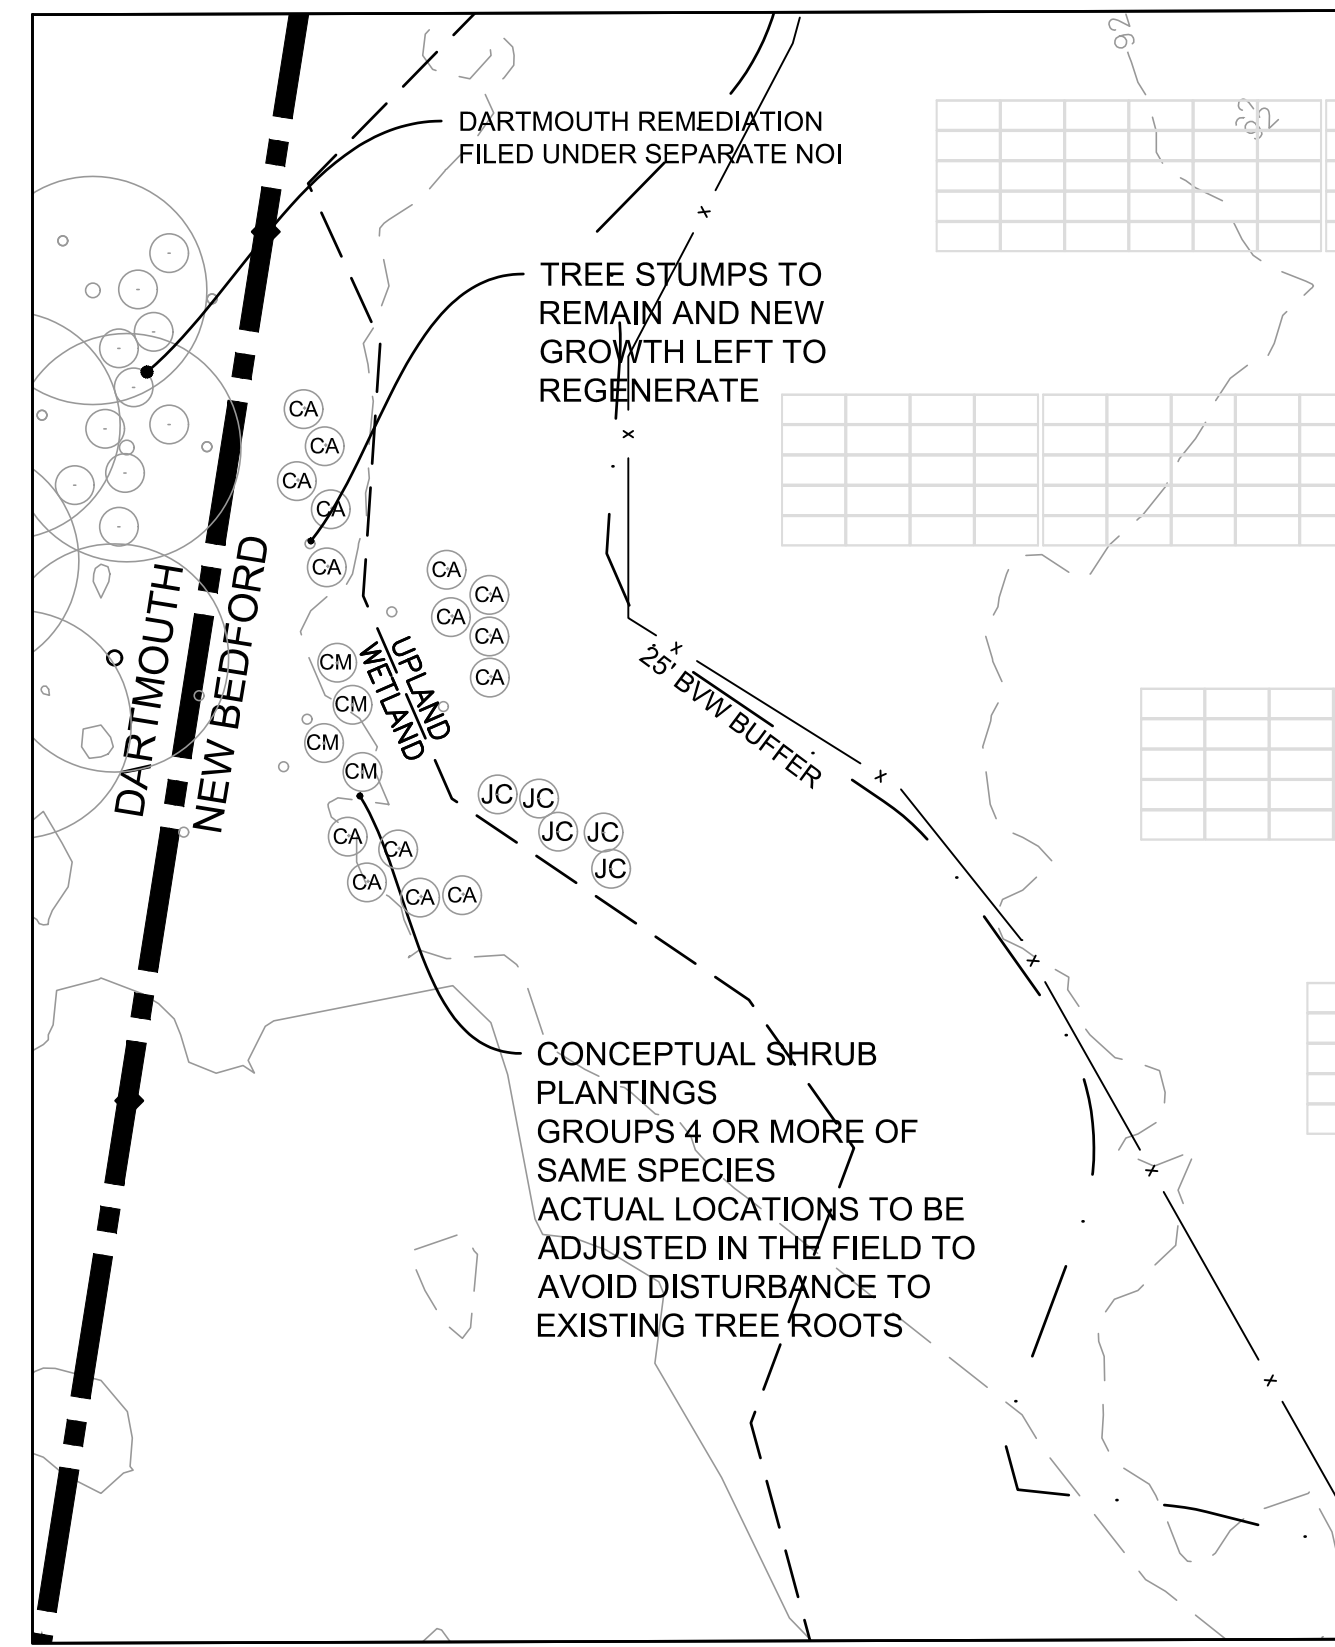 92
92
92
DARTMOUTH REMEDIATION
FILED UNDER SEPARATE NOI
TREE STUMPS TO
REMAIN AND NEW
GROWTH LEFT TO
REGENERATE
CA
CA
CA
CA
CA
CA
CA
CA
CA
CA
DARTMOUTH
NEW BEDFORD
UPLAND
WETLAND
25' BVW BUFFER
CM
CM
CM
CM
JC
JC
JC
JC
JC
CA
CA
CA
CA
CA
CONCEPTUAL SHRUB
PLANTINGS
GROUPS 4 OR MORE OF
SAME SPECIES
ACTUAL LOCATIONS TO BE
ADJUSTED IN THE FIELD TO
AVOID DISTURBANCE TO
EXISTING TREE ROOTS